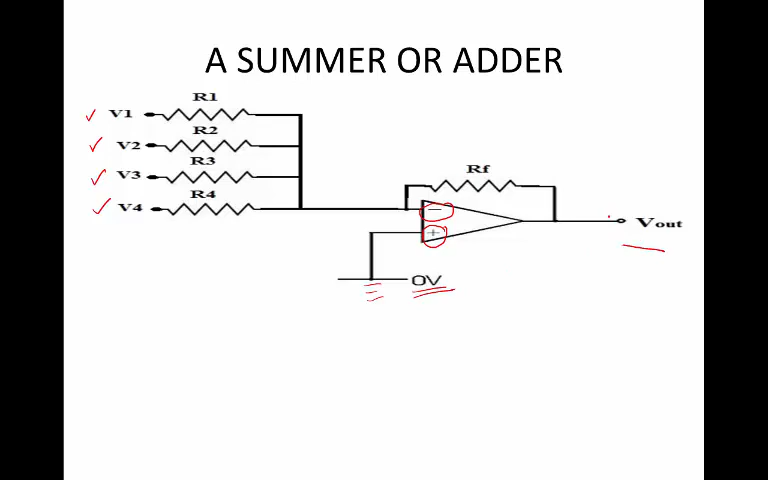 A SUMMER OR ADDER
R1
V1
R2
V2
R3
V3
R4
V4
Rf
−
+
Vout
0V